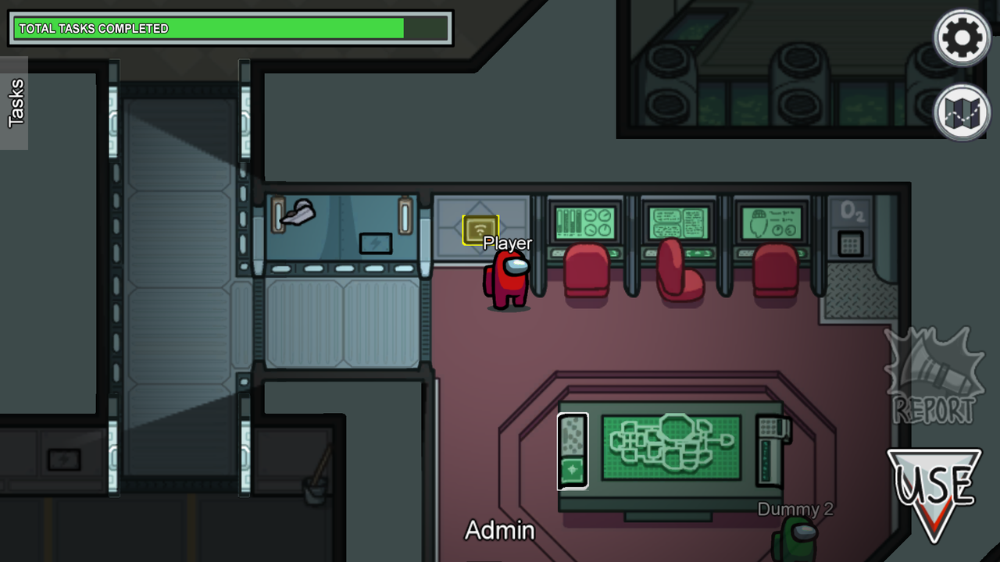 TOTAL TASKS COMPLETED
Tasks
O2
Player
REPORT
USE
Dummy 2
Admin